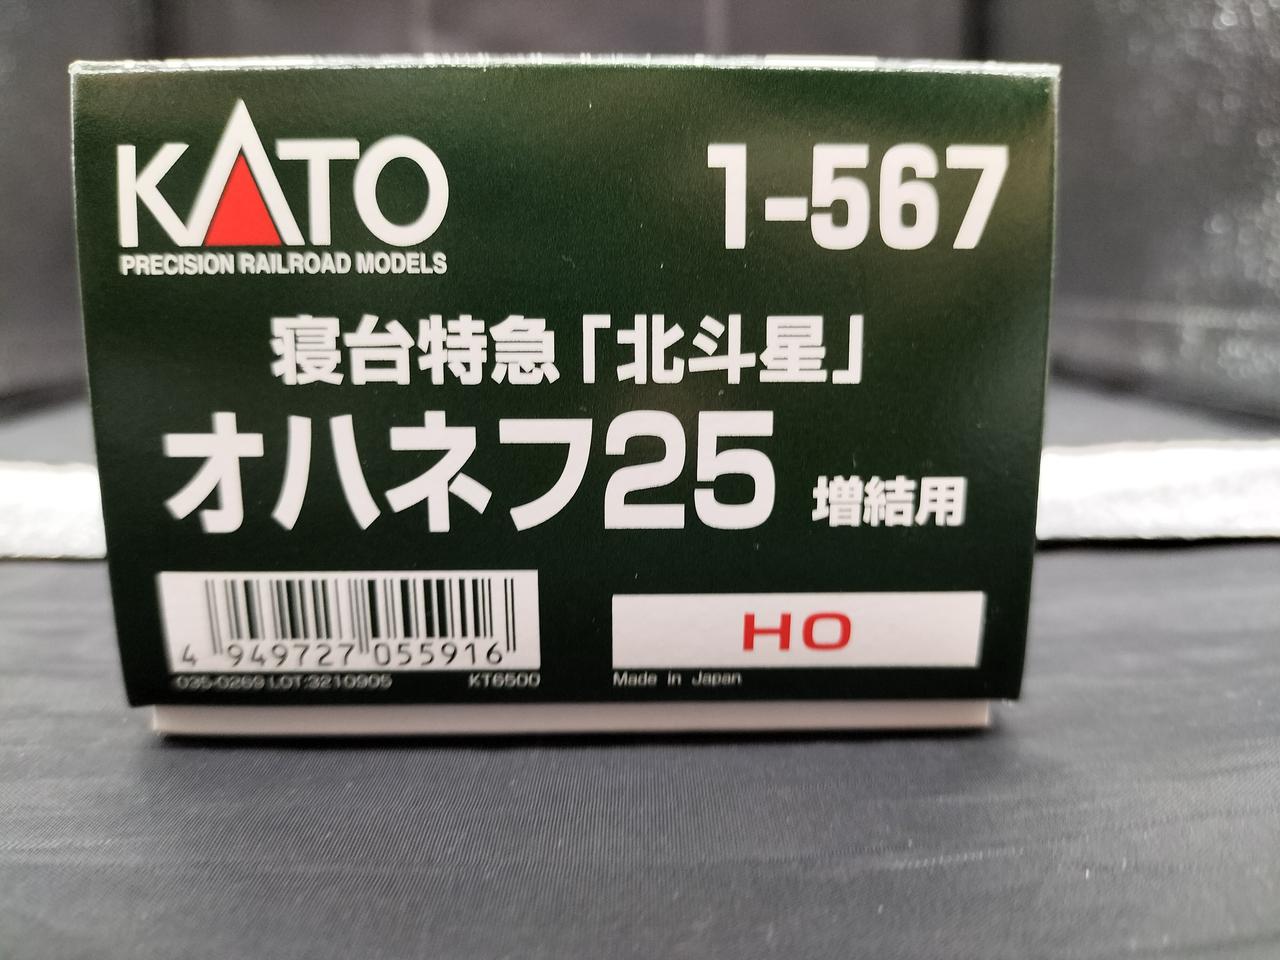 KATO 1-567
PRECISION RAILROAD MODELS
寝台特急「北斗星」
オハネフ25 増結用
4 949727 055916
HO
035-0269 LOT:3210905 KT6500
Made in Japan